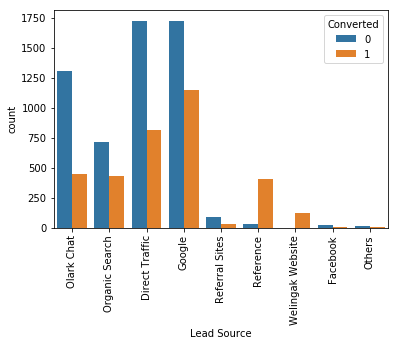 Converted
0
1
1750
1500
1250
1000
750
500
250
0
count
Olark Chat
Organic Search
Direct Traffic
Google
Referral Sites
Reference
Welingak Website
Facebook
Others
Lead Source